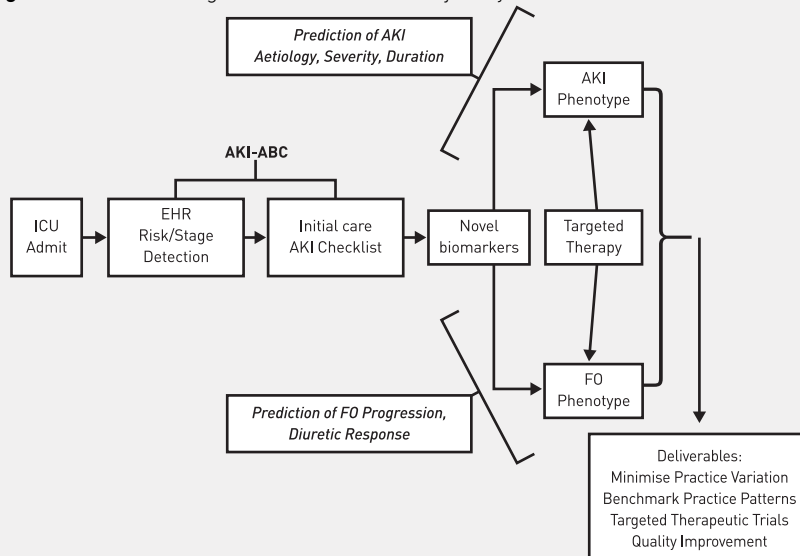 Prediction of AKI
Aetiology, Severity, Duration
AKI
Phenotype
AKI-ABC
ICU
Admit
EHR
Risk/Stage
Detection
Initial care
AKI Checklist
Novel
biomarkers
Targeted
Therapy
FO
Phenotype
Prediction of FO Progression,
Diuretic Response
Deliverables:
Minimise Practice Variation
Benchmark Practice Patterns
Targeted Therapeutic Trials
Quality Improvement